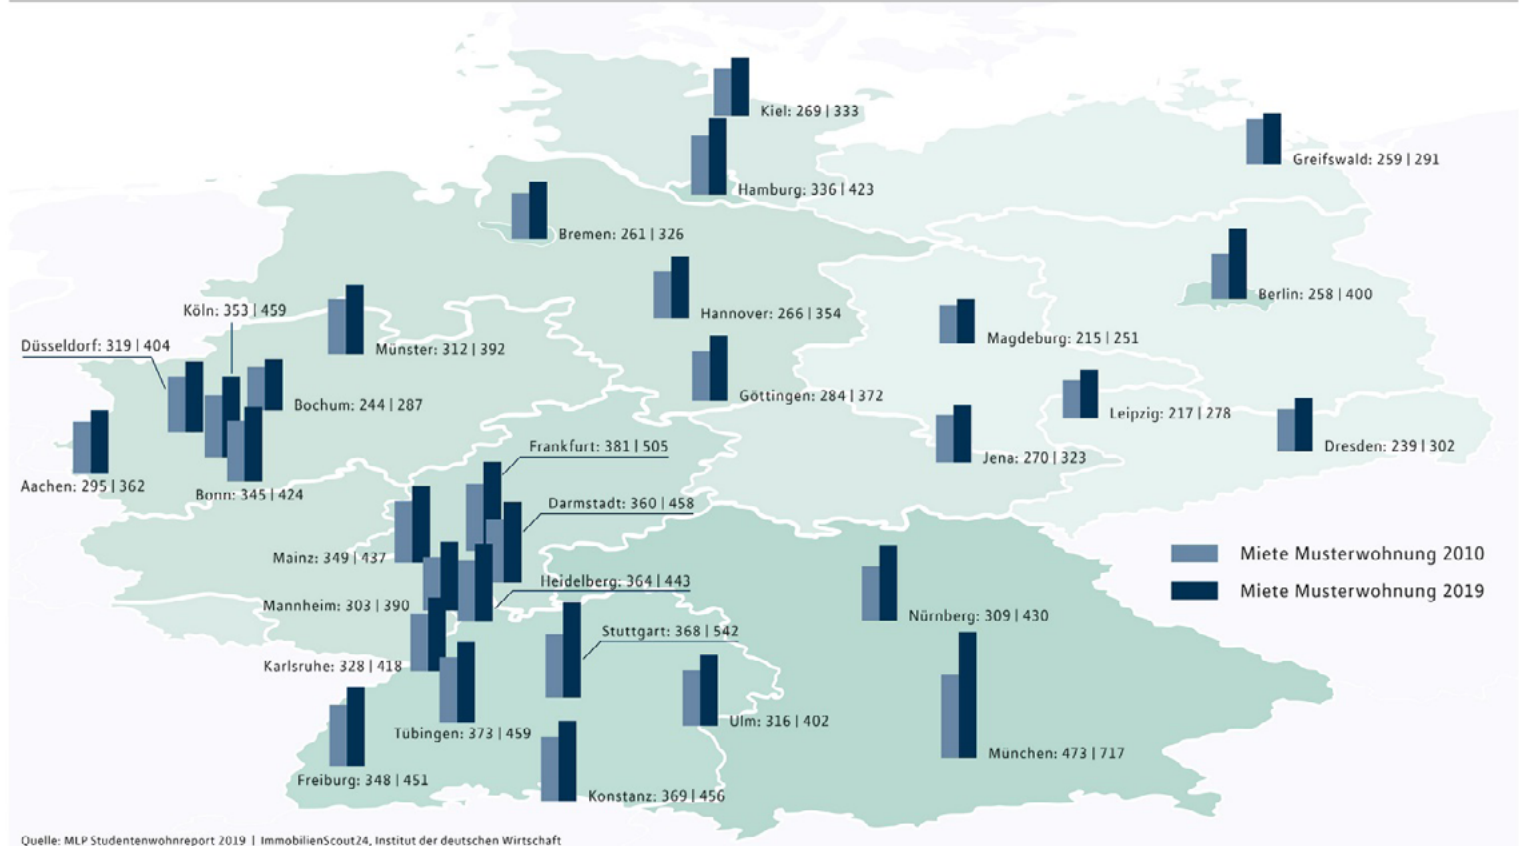 Kiel: 269 | 333
Greifswald: 259 | 291
Hamburg: 336 | 423
Bremen: 261 | 326
Berlin: 258 | 400
Köln: 353 | 459
Hannover: 266 | 354
Magdeburg: 215 | 251
Düsseldorf: 319 | 404
Münster: 312 | 392
Göttingen: 284 | 372
Bochum: 244 | 287
Leipzig: 217 | 278
Frankfurt: 381 | 505
Dresden: 239 | 302
Jena: 270 | 323
Aachen: 295 | 362
Bonn: 345 | 424
Darmstadt: 360 | 458
Mainz: 349 | 437
Miete Musterwohnung 2010
Heidelberg: 364 | 443
Miete Musterwohnung 2019
Mannheim: 303 | 390
Nürnberg: 309 | 430
Stuttgart: 368 | 542
Karlsruhe: 328 | 418
Ulm: 316 | 402
Tübingen: 373 | 459
München: 473 | 717
Freiburg: 348 | 451
Konstanz: 369 | 456
Quelle: MLP Studentenwohnreport 2019 | ImmobilienScout24, Institut der deutschen Wirtschaft